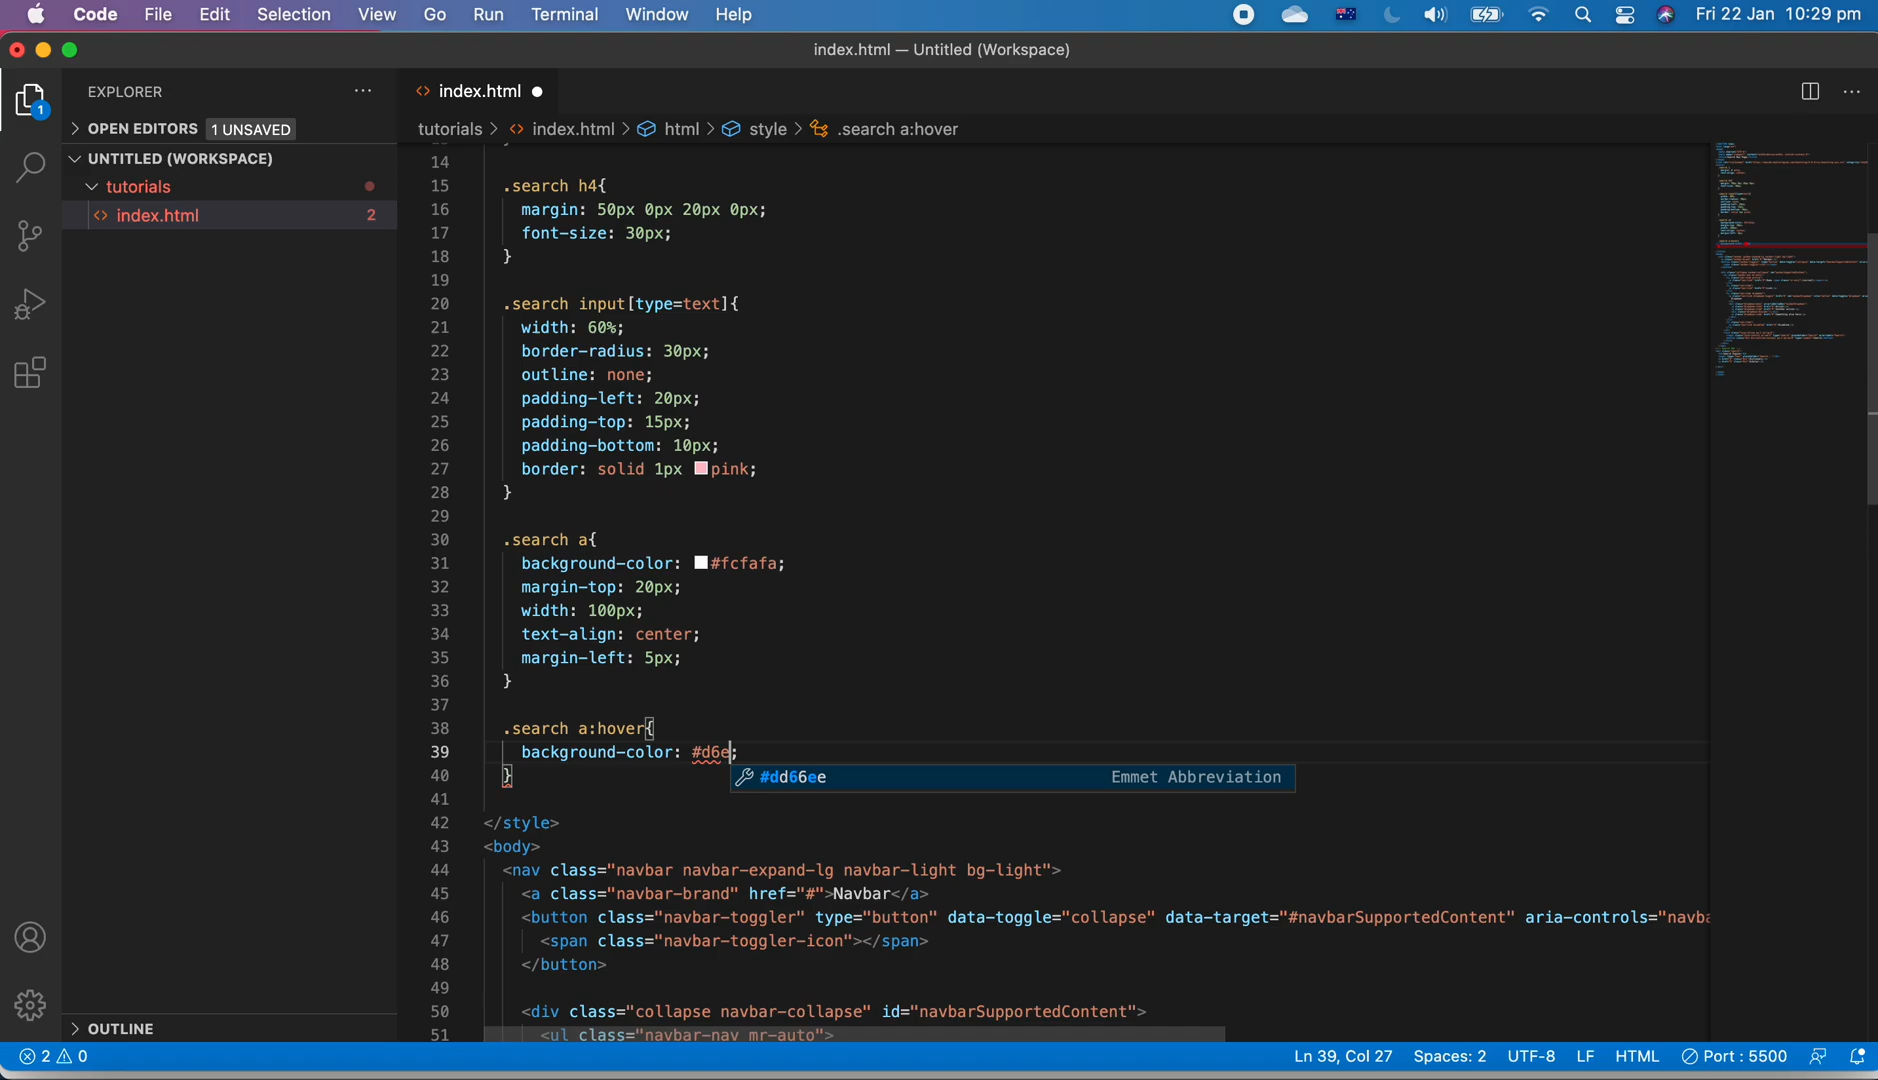 Code File Edit Selection View Go Run Terminal Window Help Fri 22 Jan 10:29 pm
index.html — Untitled (Workspace)
EXPLORER ···
index.html ●
1
OPEN EDITORS 1 UNSAVED
tutorials > index.html > html > style > .search a:hover
UNTITLED (WORKSPACE)
tutorials
index.html 2
14
15 .search h4{
16 margin: 50px 0px 20px 0px;
17 font-size: 30px;
18 }
19
20 .search input[type=text]{
21 width: 60%;
22 border-radius: 30px;
23 outline: none;
24 padding-left: 20px;
25 padding-top: 15px;
26 padding-bottom: 10px;
27 border: solid 1px pink;
28 }
29
30 .search a{
31 background-color: #fcfafa;
32 margin-top: 20px;
33 width: 100px;
34 text-align: center;
35 margin-left: 5px;
36 }
37
38 .search a:hover{
39 background-color: #d6e;
40 }
#dd66ee Emmet Abbreviation
41
42 </style>
43 <body>
44 <nav class="navbar navbar-expand-lg navbar-light bg-light">
45 <a class="navbar-brand" href="#">Navbar</a>
46 <button class="navbar-toggler" type="button" data-toggle="collapse" data-target="#navbarSupportedContent" aria-controls="navba
47 <span class="navbar-toggler-icon"></span>
48 </button>
49
50 <div class="collapse navbar-collapse" id="navbarSupportedContent">
51 <ul class="navbar-nav mr-auto">
OUTLINE
2 0 Ln 39, Col 27 Spaces: 2 UTF-8 LF HTML Port : 5500